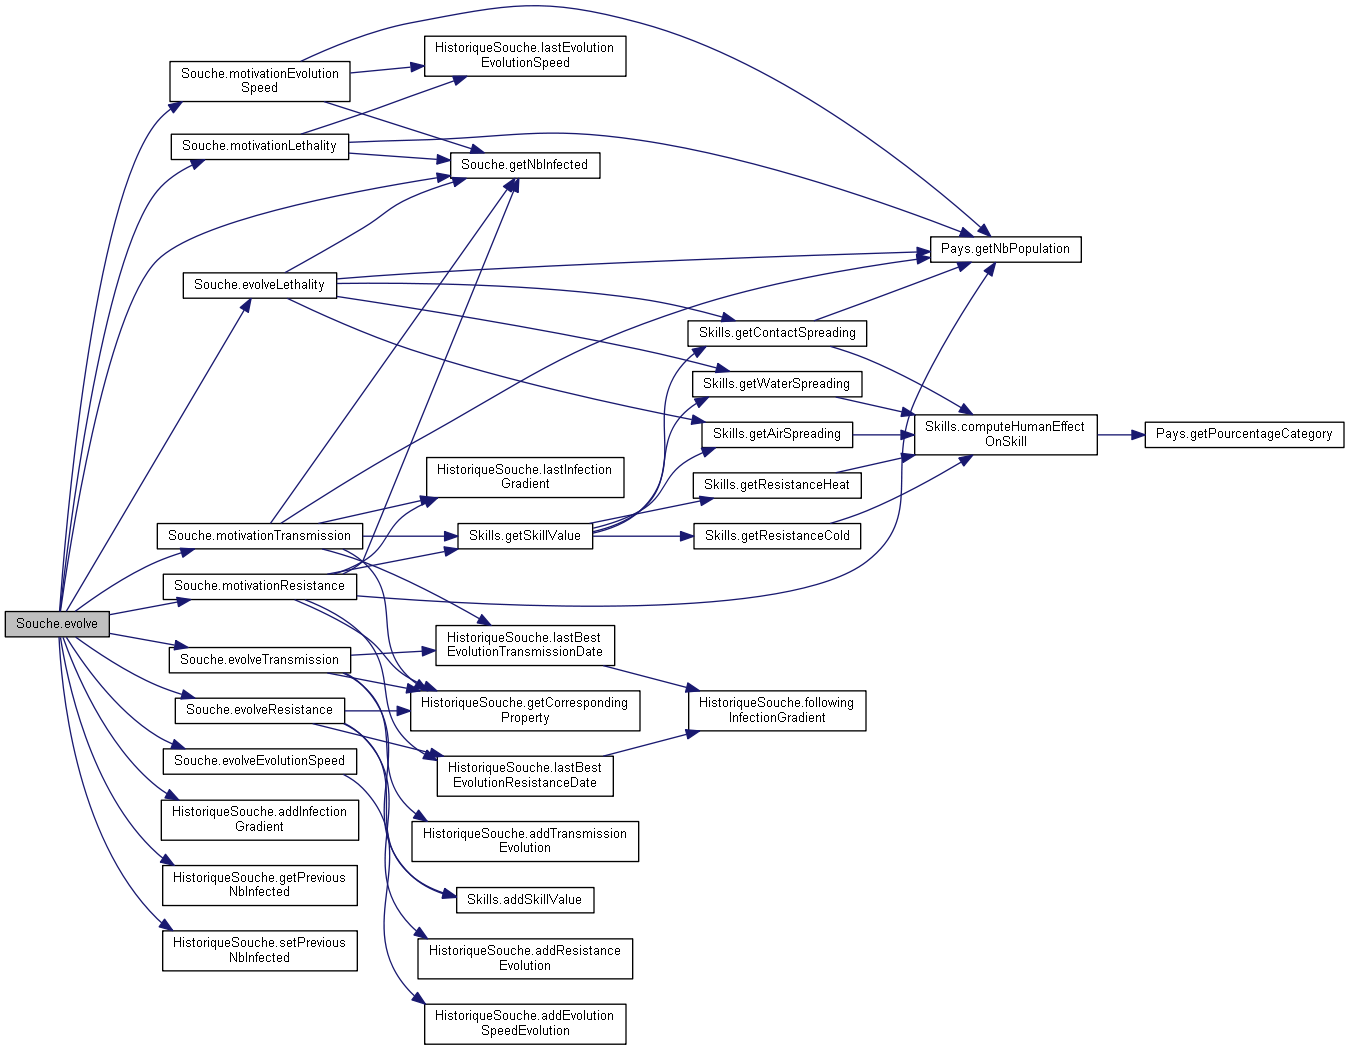 Souche.evolve
Souche.motivationEvolution
Speed
Souche.motivationLethality
Souche.evolveLethality
Souche.motivationTransmission
Souche.motivationResistance
Souche.evolveTransmission
Souche.evolveResistance
Souche.evolveEvolutionSpeed
HistoriqueSouche.addInfection
Gradient
HistoriqueSouche.getPrevious
NbInfected
HistoriqueSouche.setPrevious
NbInfected
HistoriqueSouche.lastEvolution
EvolutionSpeed
Souche.getNbInfected
HistoriqueSouche.lastInfection
Gradient
Skills.getSkillValue
HistoriqueSouche.lastBest
EvolutionTransmissionDate
HistoriqueSouche.getCorresponding
Property
HistoriqueSouche.lastBest
EvolutionResistanceDate
HistoriqueSouche.addTransmission
Evolution
Skills.addSkillValue
HistoriqueSouche.addResistance
Evolution
HistoriqueSouche.addEvolution
SpeedEvolution
Skills.getContactSpreading
Skills.getWaterSpreading
Skills.getAirSpreading
Skills.getResistanceHeat
Skills.getResistanceCold
HistoriqueSouche.following
InfectionGradient
Pays.getNbPopulation
Skills.computeHumanEffect
OnSkill
Pays.getPourcentageCategory